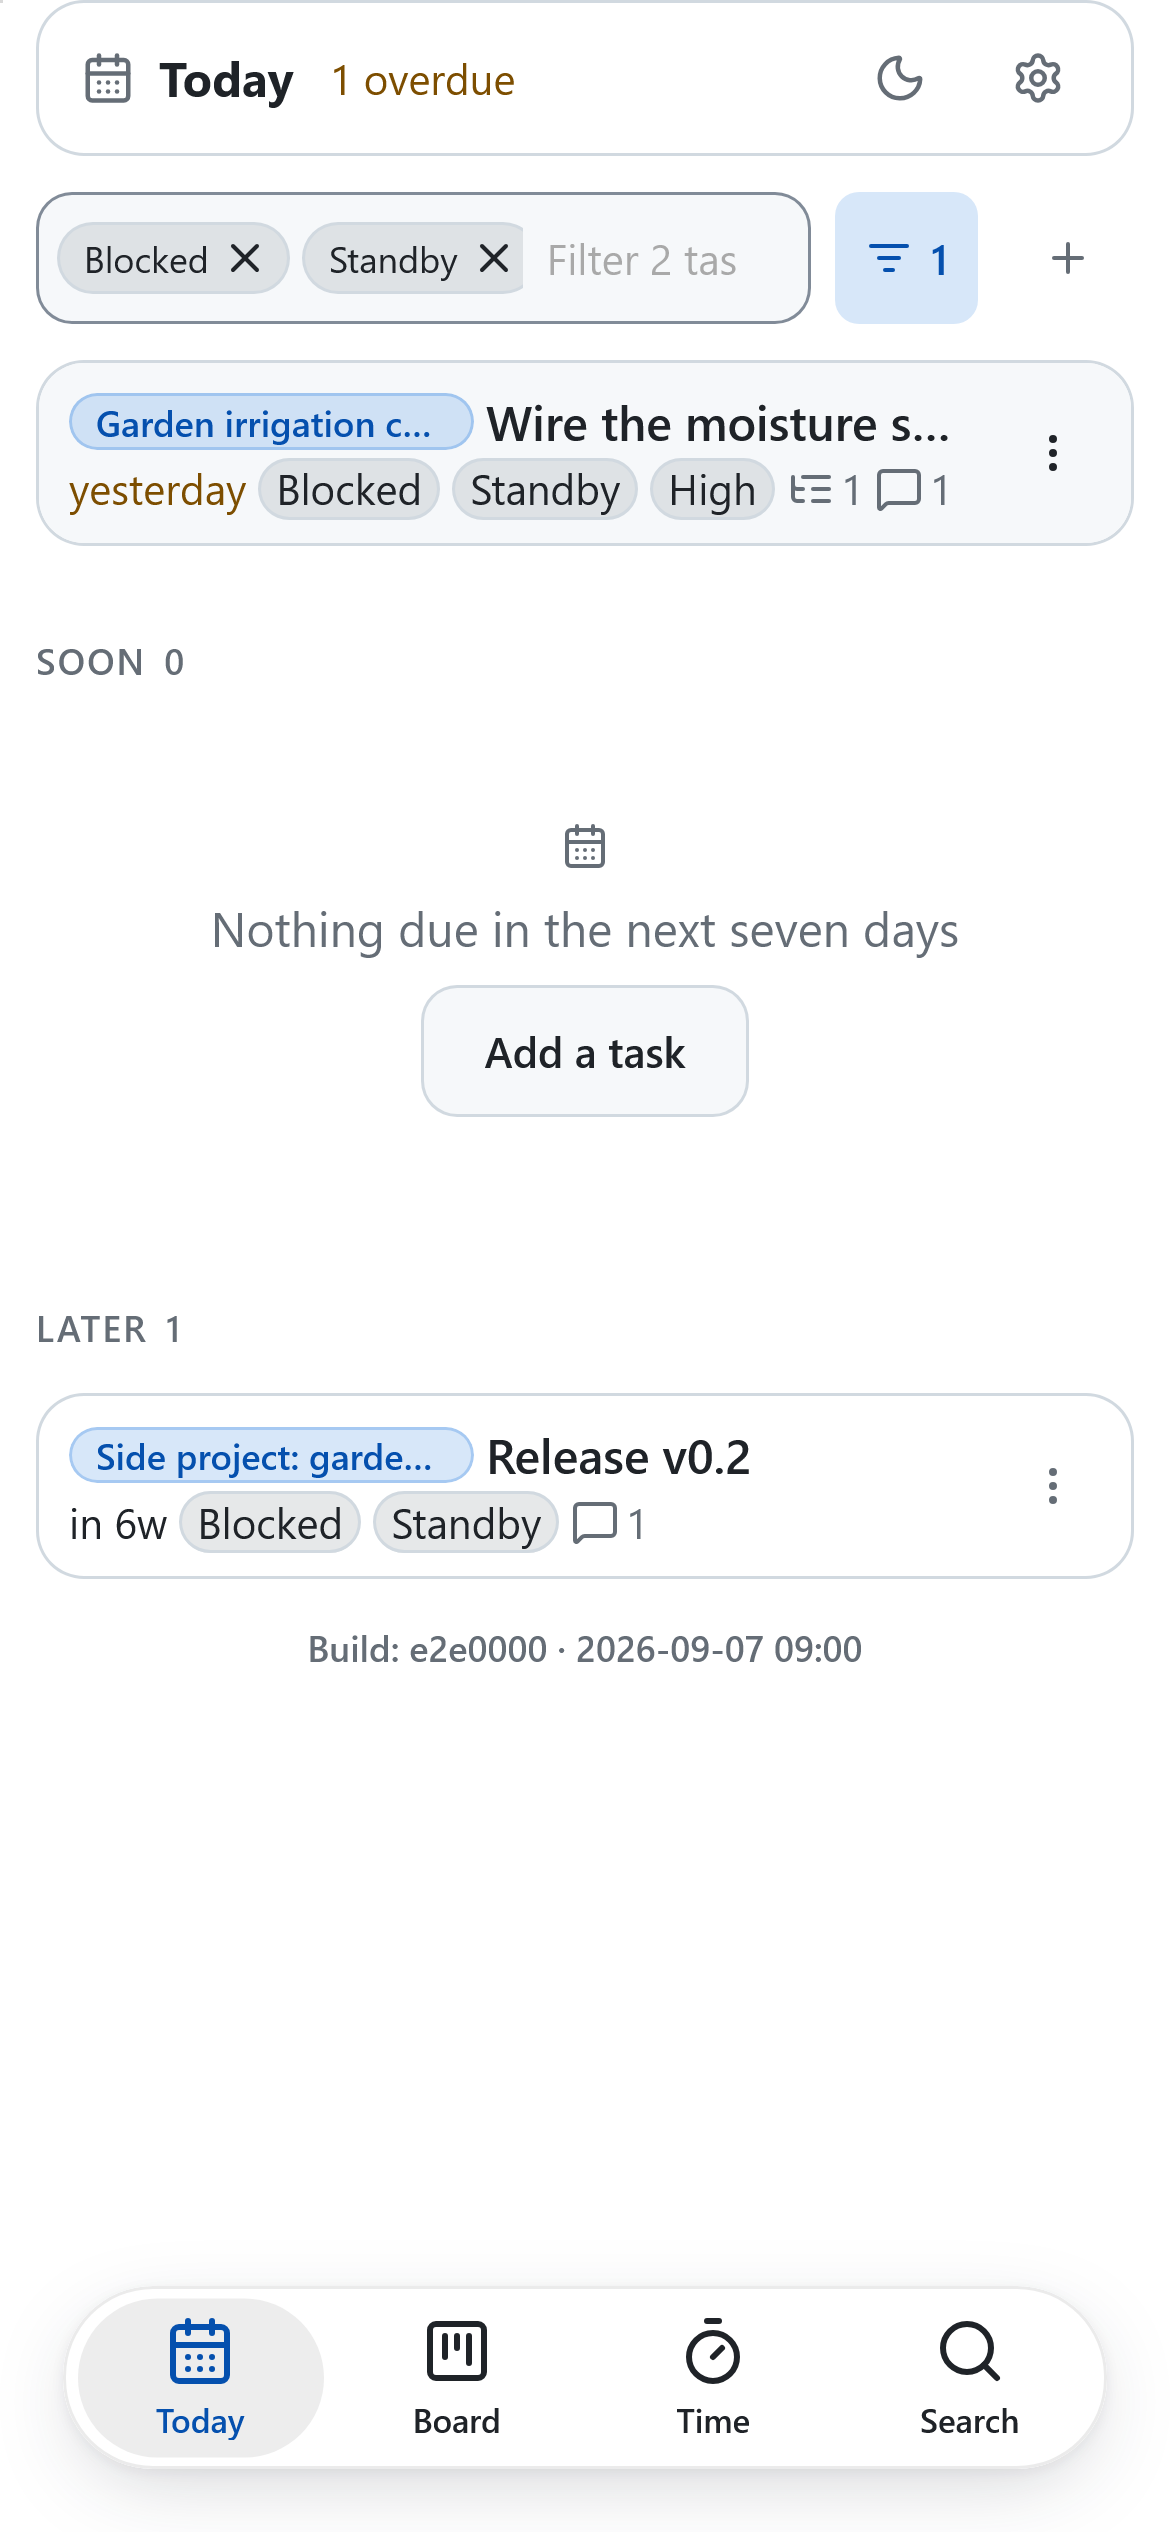 Today 1 overdue
Blocked Standby Filter 2 tas 1
Garden irrigation c... Wire the moisture s...
yesterday Blocked Standby High 1 1
SOON 0
Nothing due in the next seven days
Add a task
LATER 1
Side project: garde... Release v0.2
in 6w Blocked Standby 1
Build: e2e0000 · 2026-09-07 09:00
Today Board Time Search